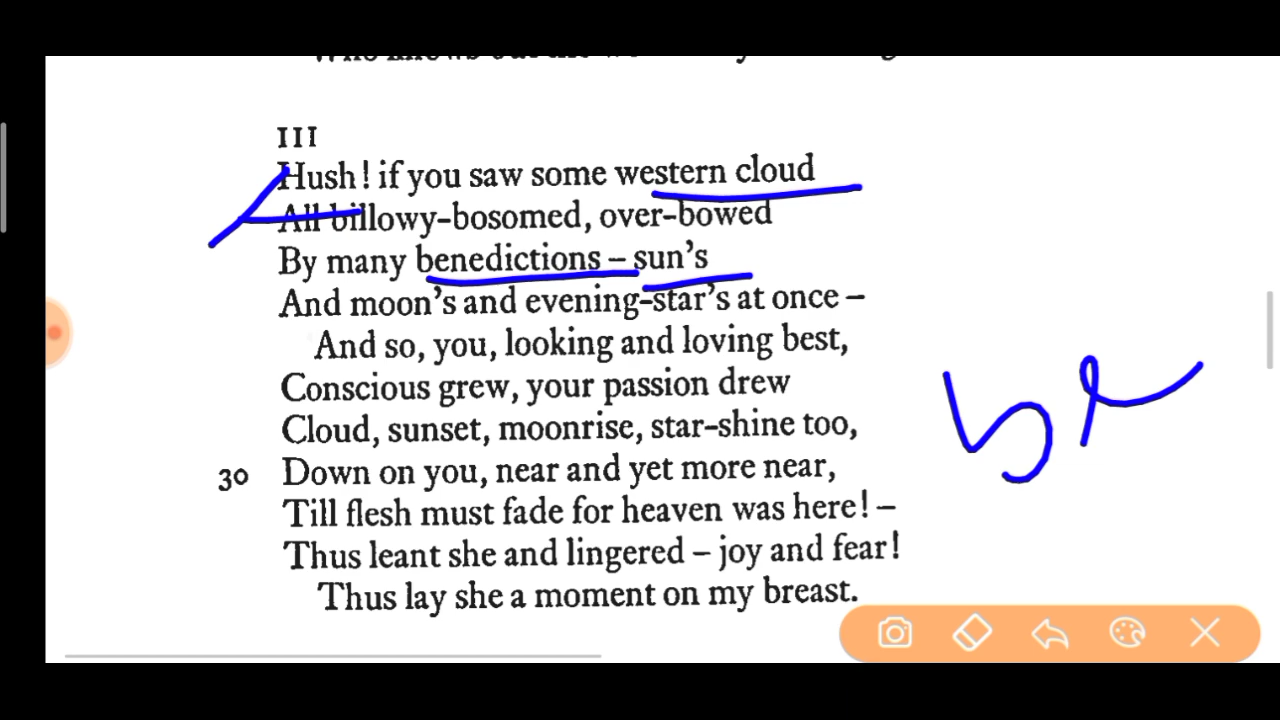 III
Hush! if you saw some western cloud
All billowy-bosomed, over-bowed
By many benedictions – sun's
And moon's and evening-star's at once –
And so, you, looking and loving best,
Conscious grew, your passion drew
Cloud, sunset, moonrise, star-shine too,
30 Down on you, near and yet more near,
Till flesh must fade for heaven was here! –
Thus leant she and lingered – joy and fear!
Thus lay she a moment on my breast.